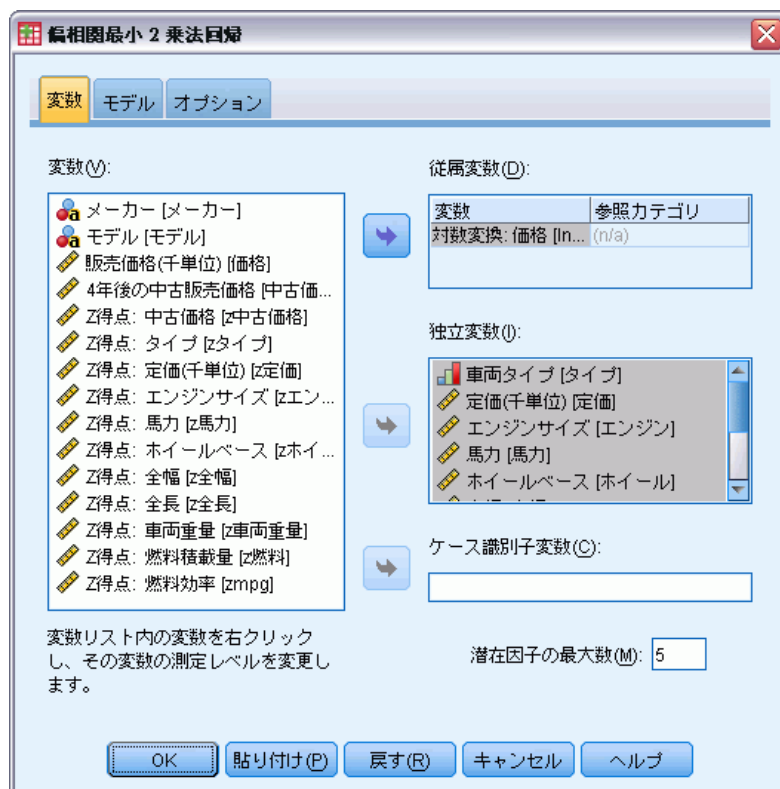 偏相関最小 2 乗法回帰
変数
モデル
オプション
変数(V):
メーカー [メーカー]
モデル [モデル]
販売価格(千単位) [価格]
4年後の中古販売価格 [中古価...
Z得点: 中古価格 [z中古価格]
Z得点: タイプ [zタイプ]
Z得点: 定価(千単位) [z定価]
Z得点: エンジンサイズ [zエン...
Z得点: 馬力 [z馬力]
Z得点: ホイールベース [zホイ...
Z得点: 全幅 [z全幅]
Z得点: 全長 [z全長]
Z得点: 車両重量 [z車両重量]
Z得点: 燃料積載量 [z燃料]
Z得点: 燃料効率 [zmpg]
変数リスト内の変数を右クリック
し、その変数の測定レベルを変更し
ます。
従属変数(D):
変数 参照カテゴリ
対数変換: 価格 [In... (n/a)
独立変数(I):
車両タイプ [タイプ]
定価(千単位) [定価]
エンジンサイズ [エンジン]
馬力 [馬力]
ホイールベース [ホイール]
ケース識別子変数(C):
潜在因子の最大数(M): 5
OK
貼り付け(P)
戻す(R)
キャンセル
ヘルプ